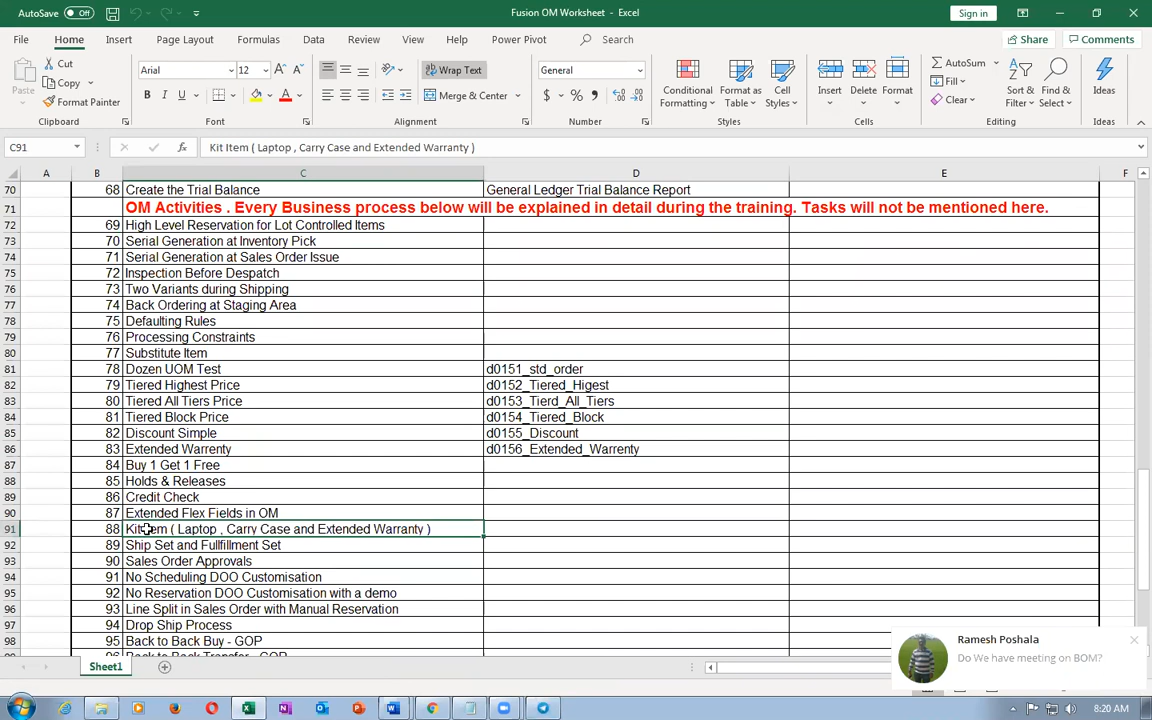 AutoSave Off Fusion OM Worksheet - Excel Sign in
File Home Insert Page Layout Formulas Data Review View Help Power Pivot Search Share Comments
Paste Cut Copy Format Painter Clipboard
Arial 12 A A B I U A Font
Wrap Text Merge & Center Alignment
General $ % , Number
Conditional Formatting Format as Table Cell Styles Styles
Insert Delete Format Cells
AutoSum Fill Clear Sort & Filter Find & Select Editing
Ideas Ideas
C91 fx Kit Item ( Laptop , Carry Case and Extended Warranty )
A B C D E F
70 68 Create the Trial Balance General Ledger Trial Balance Report
71 OM Activities . Every Business process below will be explained in detail during the training. Tasks will not be mentioned here.
72 69 High Level Reservation for Lot Controlled Items
73 70 Serial Generation at Inventory Pick
74 71 Serial Generation at Sales Order Issue
75 72 Inspection Before Despatch
76 73 Two Variants during Shipping
77 74 Back Ordering at Staging Area
78 75 Defaulting Rules
79 76 Processing Constraints
80 77 Substitute Item
81 78 Dozen UOM Test d0151_std_order
82 79 Tiered Highest Price d0152_Tiered_Higest
83 80 Tiered All Tiers Price d0153_Tierd_All_Tiers
84 81 Tiered Block Price d0154_Tiered_Block
85 82 Discount Simple d0155_Discount
86 83 Extended Warrenty d0156_Extended_Warrenty
87 84 Buy 1 Get 1 Free
88 85 Holds & Releases
89 86 Credit Check
90 87 Extended Flex Fields in OM
91 88 Kit Item ( Laptop , Carry Case and Extended Warranty )
92 89 Ship Set and Fullfillment Set
93 90 Sales Order Approvals
94 91 No Scheduling DOO Customisation
95 92 No Reservation DOO Customisation with a demo
96 93 Line Split in Sales Order with Manual Reservation
97 94 Drop Ship Process
98 95 Back to Back Buy - GOP
99 96 Back to Back Transfer - GOP
Ramesh Poshala
Do We have meeting on BOM?
Sheet1
8:20 AM